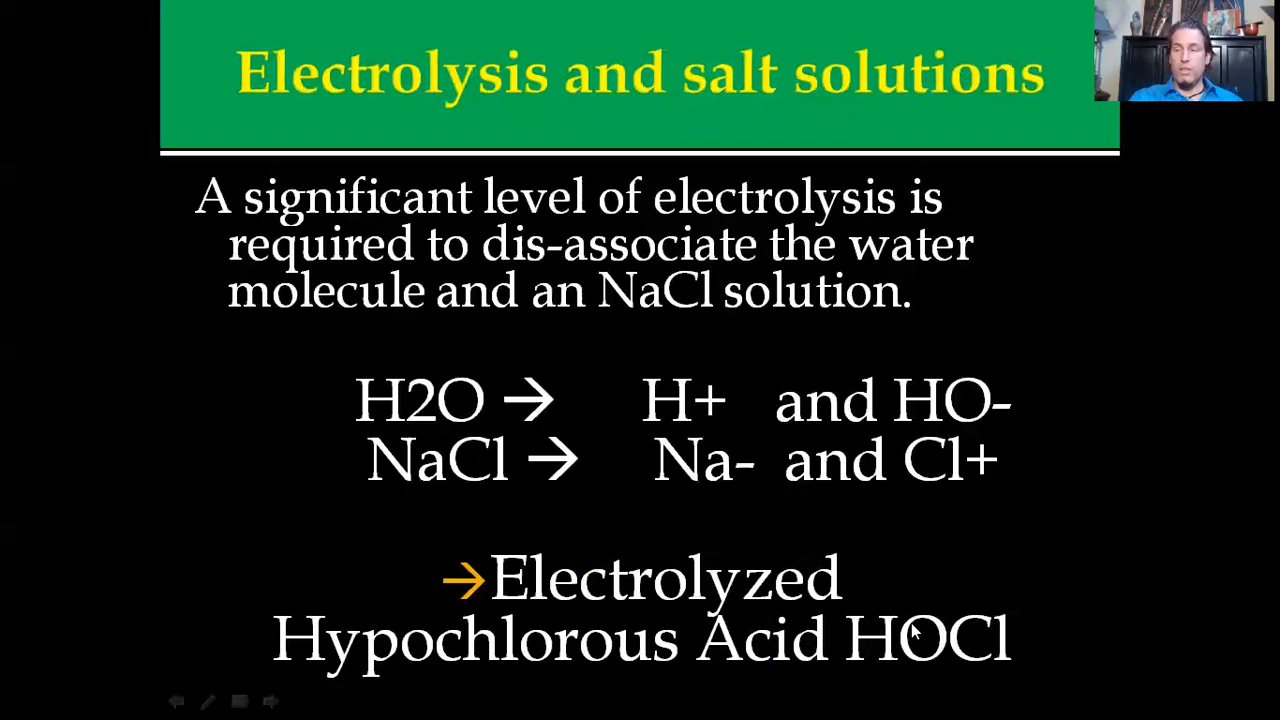 Electrolysis and salt solutions
A significant level of electrolysis is
required to dis-associate the water
molecule and an NaCl solution.
H2O → H+ and HO-
NaCl → Na- and Cl+
→Electrolyzed
Hypochlorous Acid HOCl